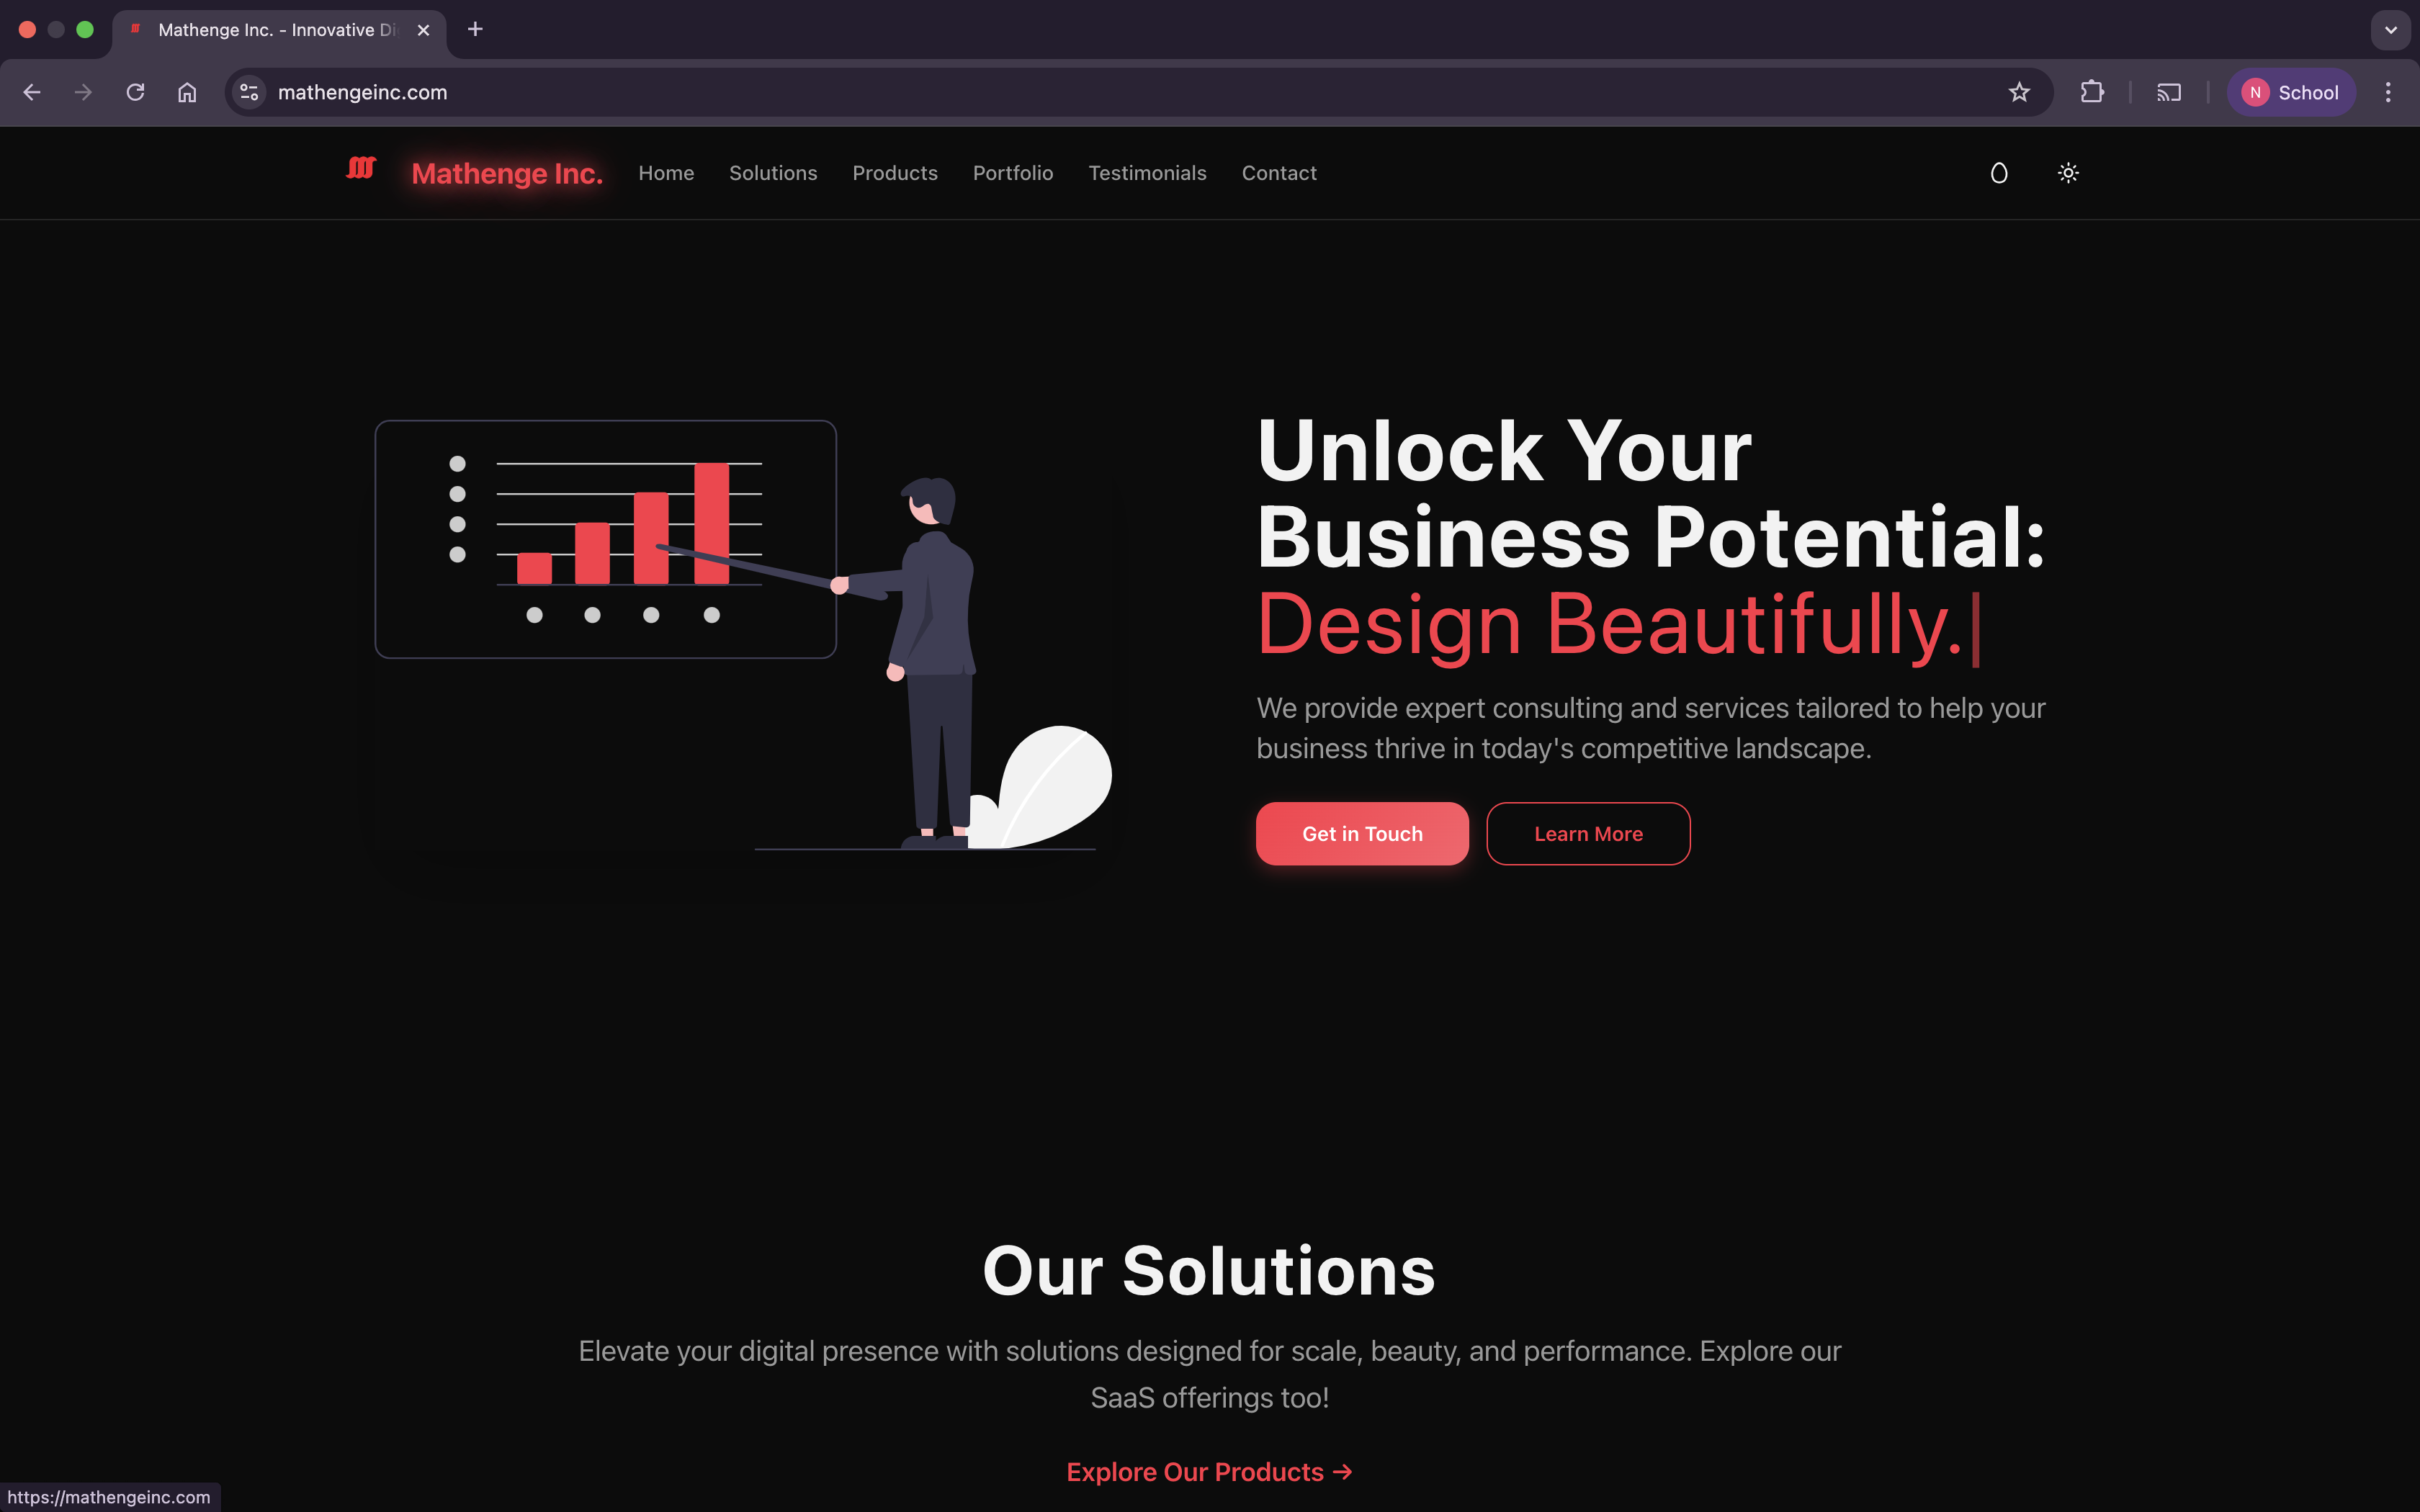 Mathenge Inc. - Innovative Di
mathengeinc.com
N School
Mathenge Inc. Home Solutions Products Portfolio Testimonials Contact
Unlock Your
Business Potential:
Design Beautifully.
We provide expert consulting and services tailored to help your
business thrive in today's competitive landscape.
Get in Touch Learn More
Our Solutions
Elevate your digital presence with solutions designed for scale, beauty, and performance. Explore our
SaaS offerings too!
Explore Our Products →
https://mathengeinc.com